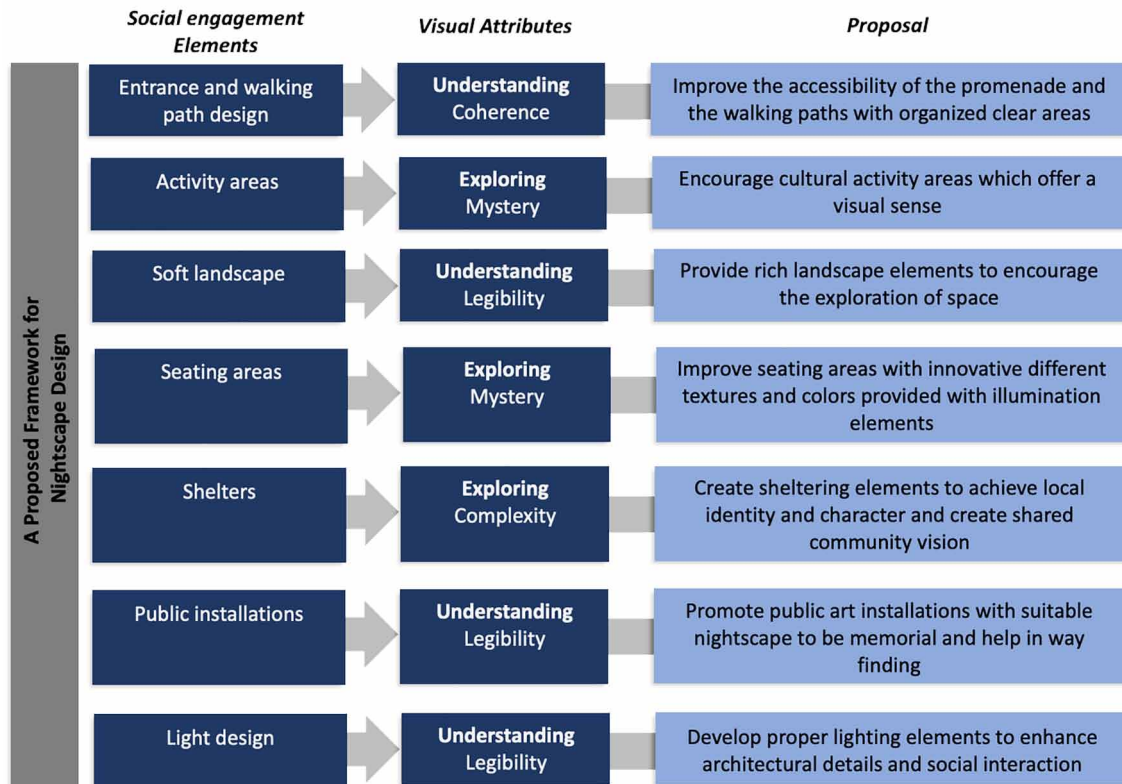 Social engagement
Elements
Visual Attributes
Proposal
A Proposed Framework for
Nightscape Design
Entrance and walking
path design
Understanding
Coherence
Improve the accessibility of the promenade and
the walking paths with organized clear areas
Activity areas
Exploring
Mystery
Encourage cultural activity areas which offer a
visual sense
Soft landscape
Understanding
Legibility
Provide rich landscape elements to encourage
the exploration of space
Seating areas
Exploring
Mystery
Improve seating areas with innovative different
textures and colors provided with illumination
elements
Shelters
Exploring
Complexity
Create sheltering elements to achieve local
identity and character and create shared
community vision
Public installations
Understanding
Legibility
Promote public art installations with suitable
nightscape to be memorial and help in way
finding
Light design
Understanding
Legibility
Develop proper lighting elements to enhance
architectural details and social interaction